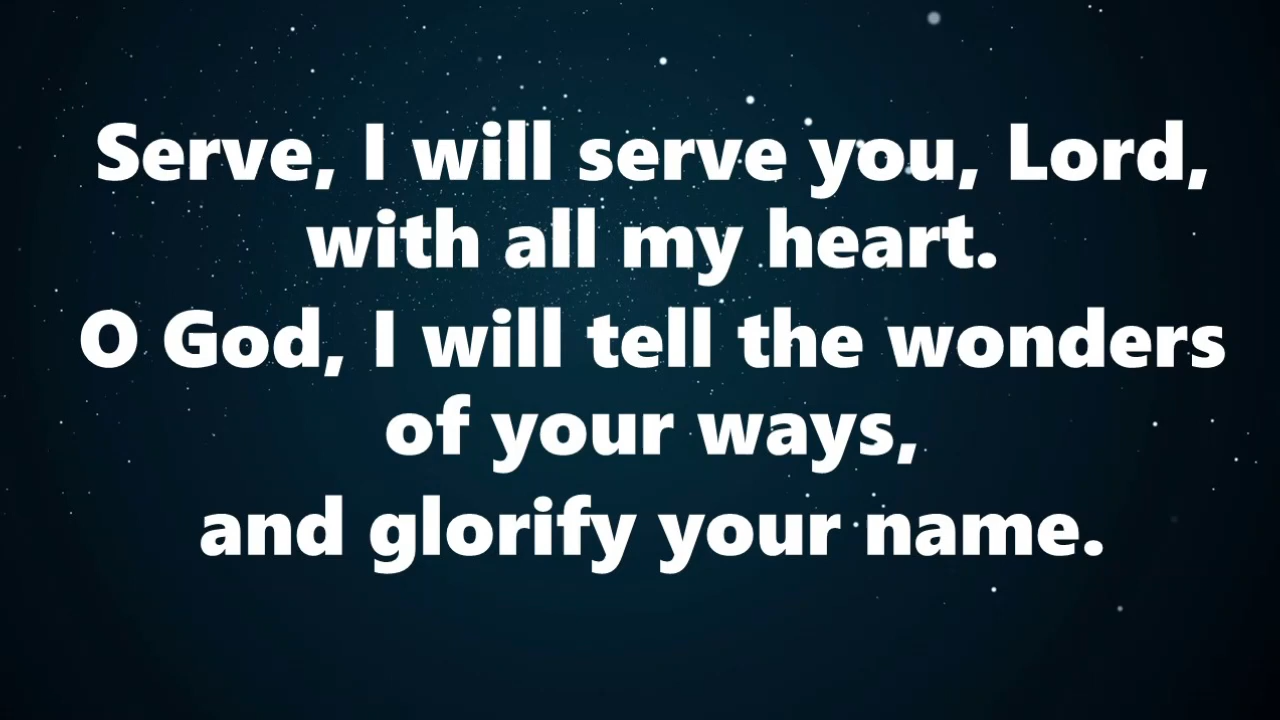 Serve, I will serve you, Lord,
with all my heart.
O God, I will tell the wonders
of your ways,
and glorify your name.